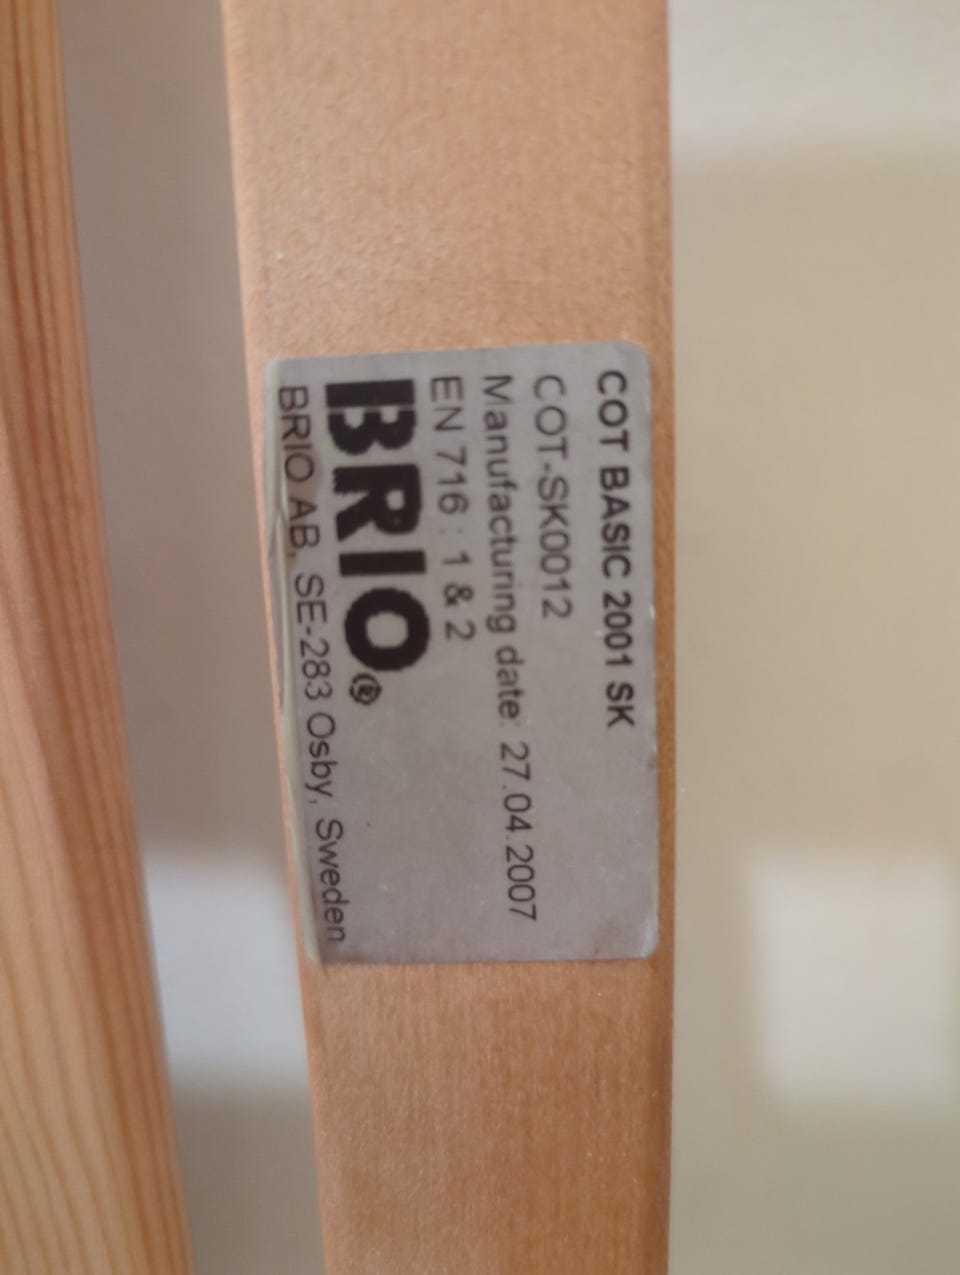 COT BASIC 2001 SK
COT-SK0012
Manufacturing date: 27.04.2007
EN 716 : 1 & 2
BRIO®
BRIO AB, SE-283 Osby, Sweden